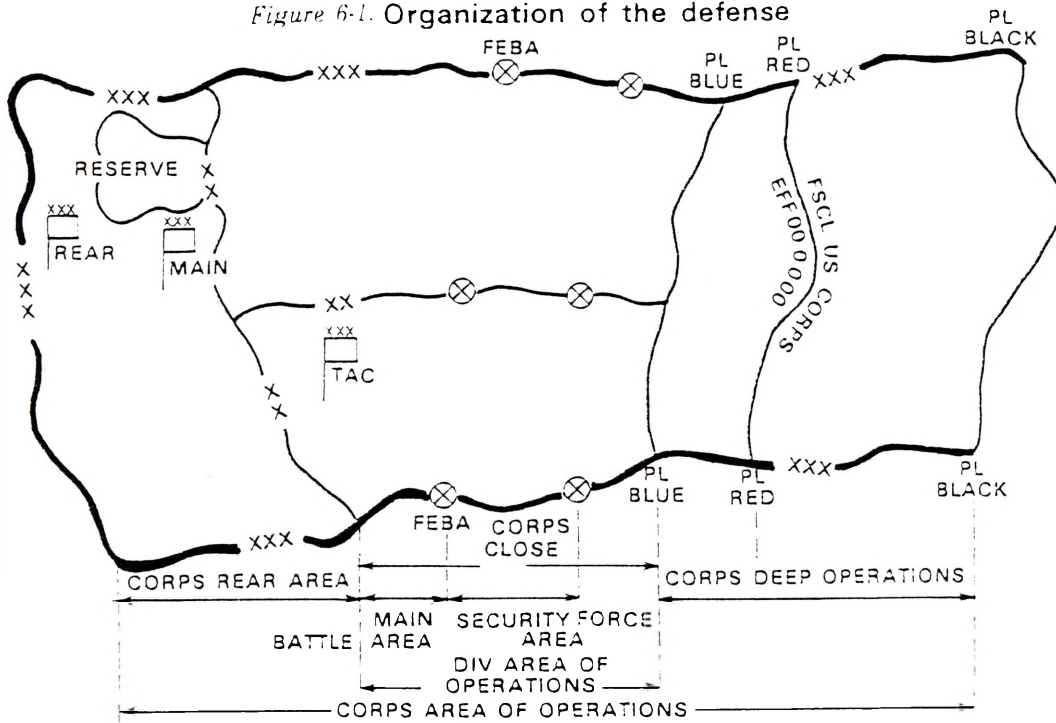 Figure 6-1. Organization of the defense
PL
BLACK
FEBA
PL
RED
PL
BLUE
XXX
XXX
XXX
RESERVE
X
X
XXX
REAR
XXX
MAIN
FSCL US CORPS
EFF00 0 000
X
X
X
XX
XXX
TAC
X
X
XXX
PL
BLUE
PL
RED
PL
BLACK
FEBA
CORPS
CLOSE
XXX
CORPS REAR AREA
CORPS DEEP OPERATIONS
MAIN
BATTLE AREA
SECURITY FORCE
AREA
DIV AREA OF
OPERATIONS
CORPS AREA OF OPERATIONS